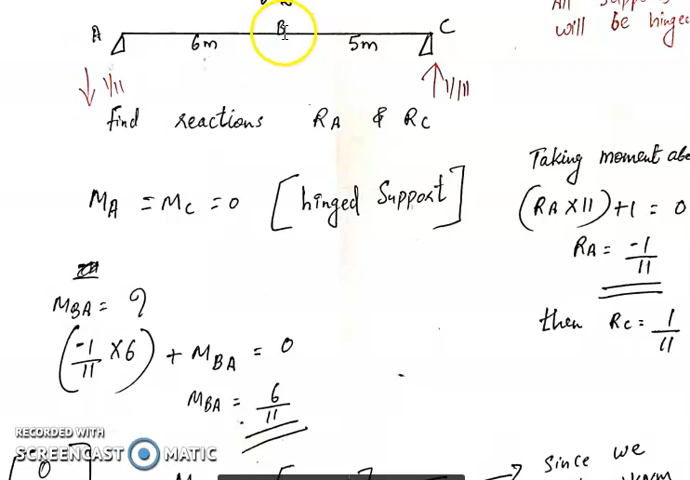 All
will be hinged
A B C
6m 5m
1/11 1/11
find reactions RA & RC
Taking moment abo
MA = MC = 0 [hinged Support]
(RA X 11) + 1 = 0
RA = -1/11
MBA = ?
then RC = 1/11
(-1/11 X 6) + MBA = 0
MBA = 6/11
RECORDED WITH
SCREENCAST MATIC
0
Since we